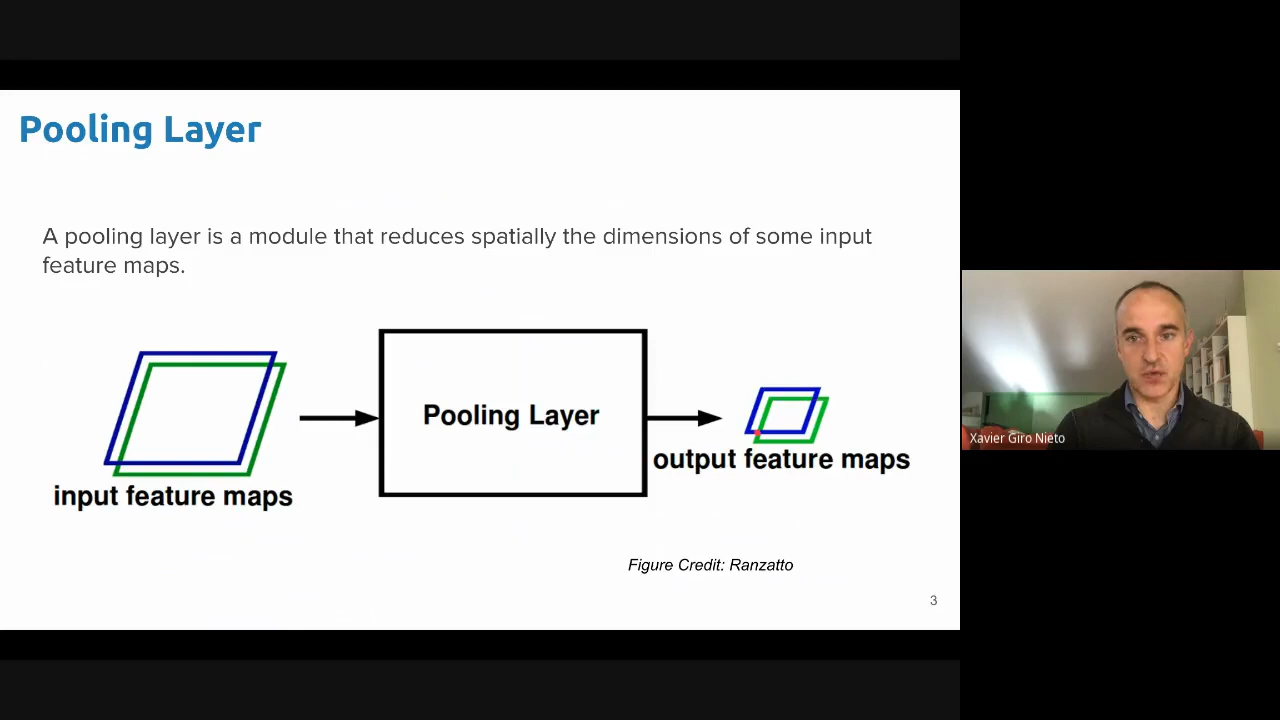 Pooling Layer
A pooling layer is a module that reduces spatially the dimensions of some input
feature maps.
Pooling Layer
input feature maps
output feature maps
Figure Credit: Ranzatto
3
Xavier Giro Nieto